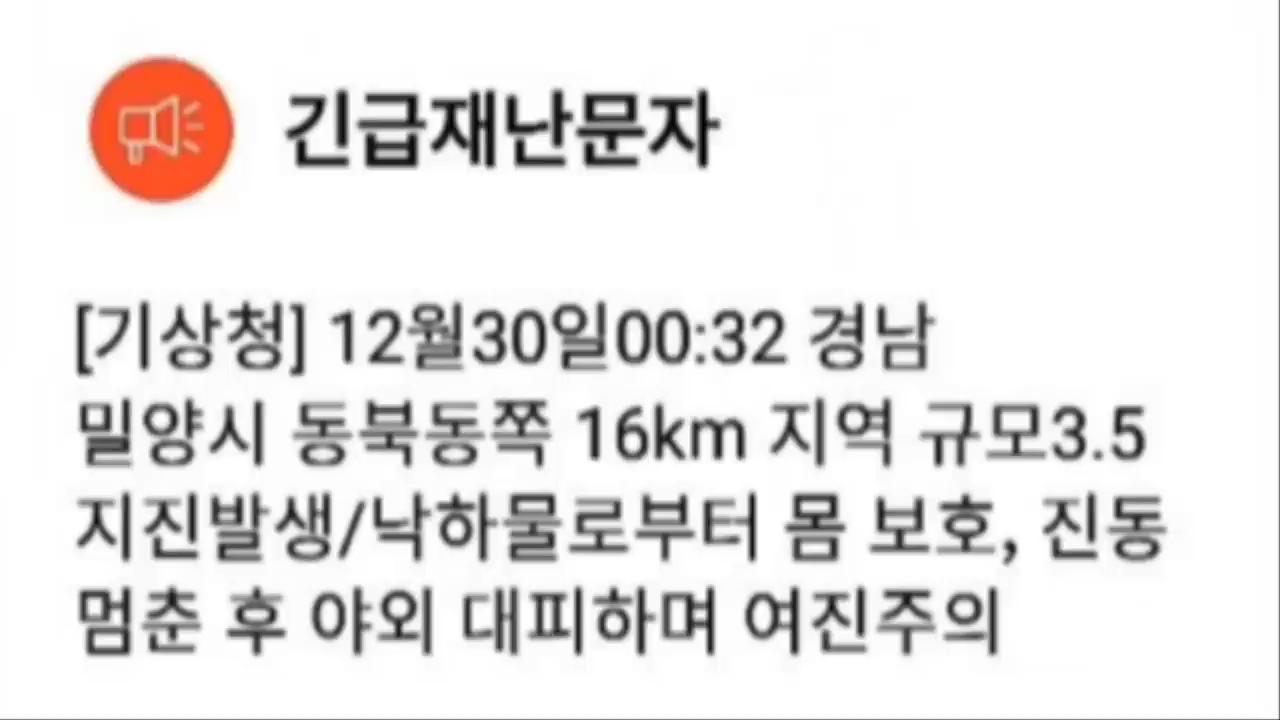 긴급재난문자
[기상청] 12월30일00:32 경남
밀양시 동북동쪽 16km 지역 규모3.5
지진발생/낙하물로부터 몸 보호, 진동
멈춘 후 야외 대피하며 여진주의